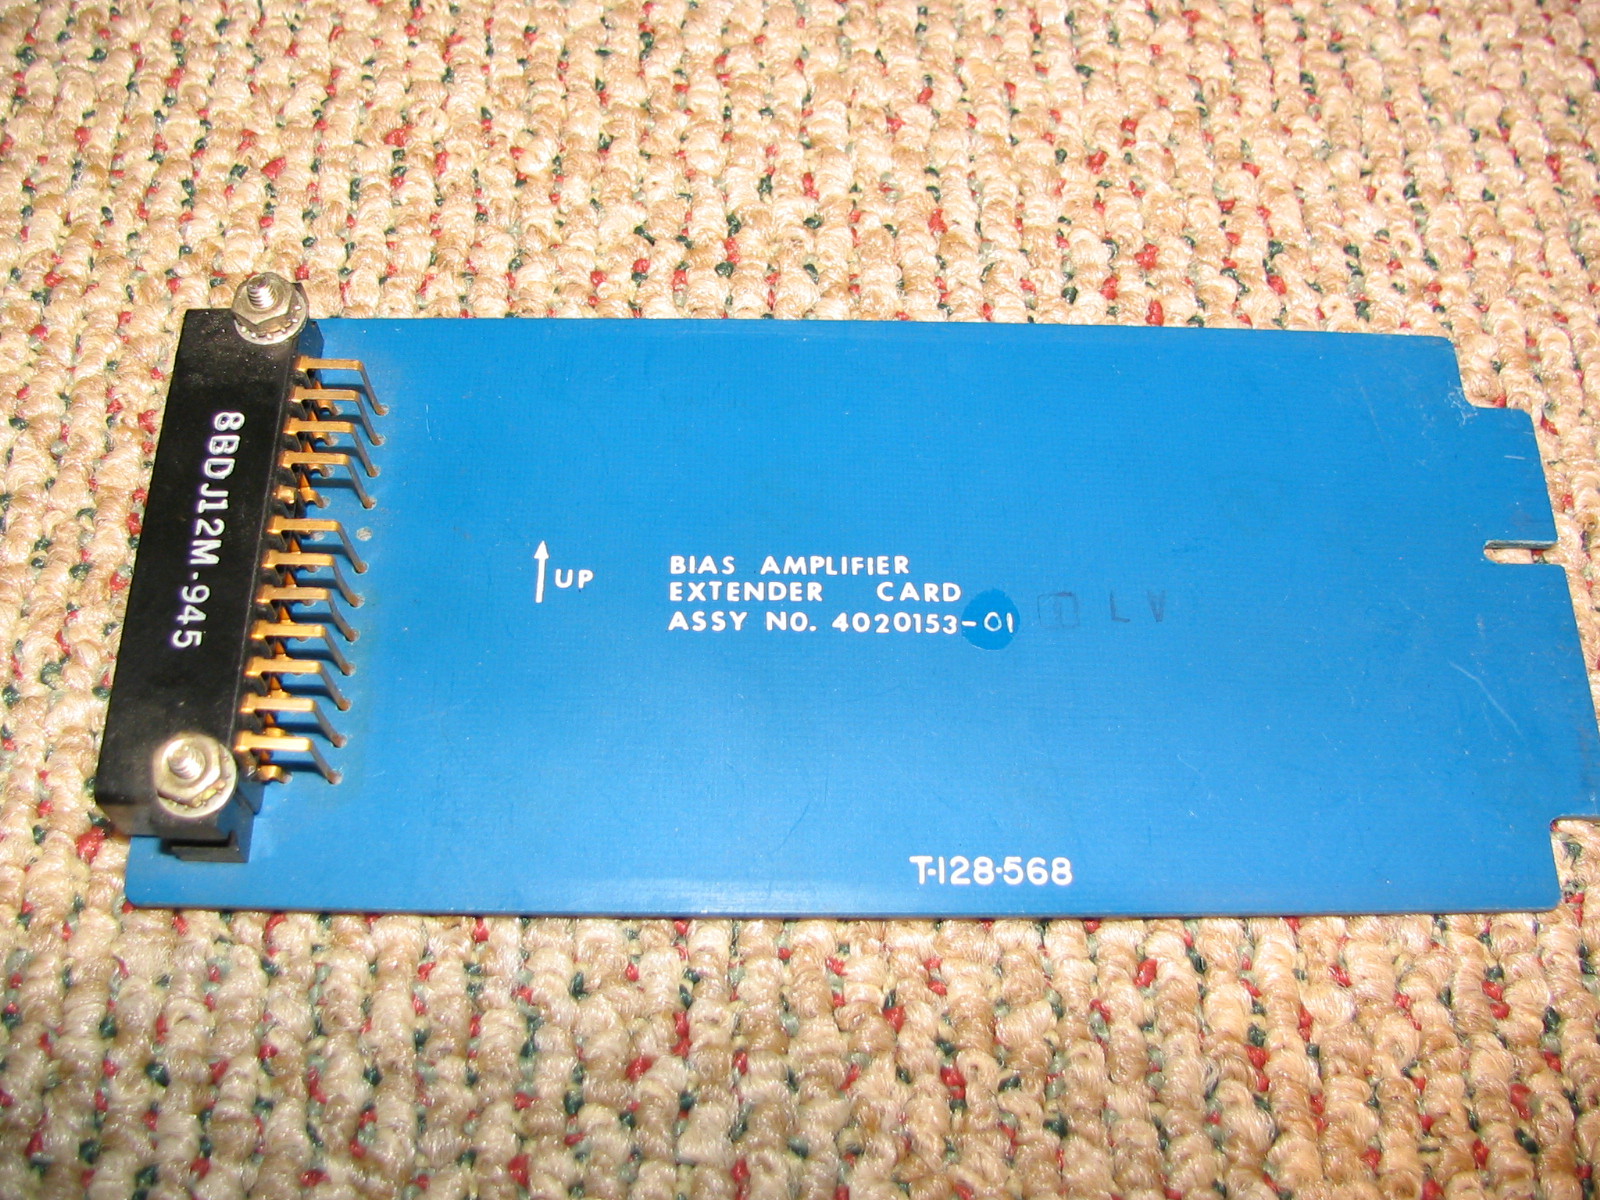 8BDJ12M-945
UP
BIAS AMPLIFIER
EXTENDER CARD
ASSY NO. 4020153-01
LV
T-128-568